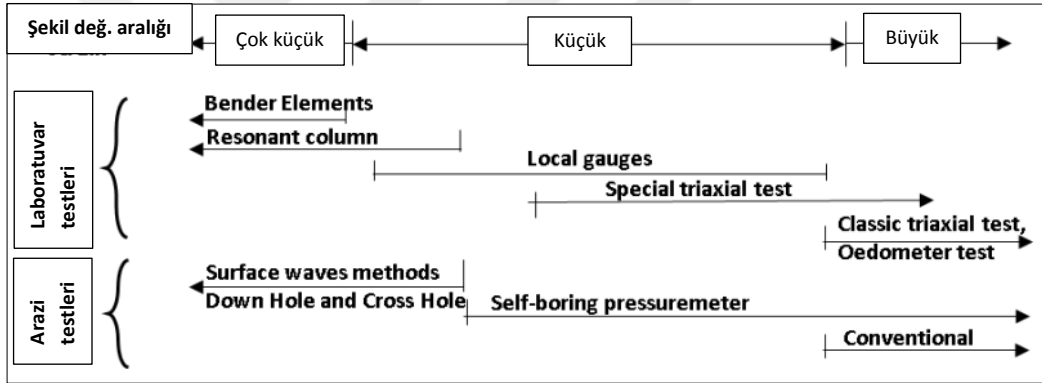 Şekil değ. aralığı
Çok küçük
Küçük
Büyük
Laboratuvar
testleri
Bender Elements
Resonant column
Local gauges
Special triaxial test
Classic triaxial test,
Oedometer test
Arazi
testleri
Surface waves methods
Down Hole and Cross Hole
Self-boring pressuremeter
Conventional